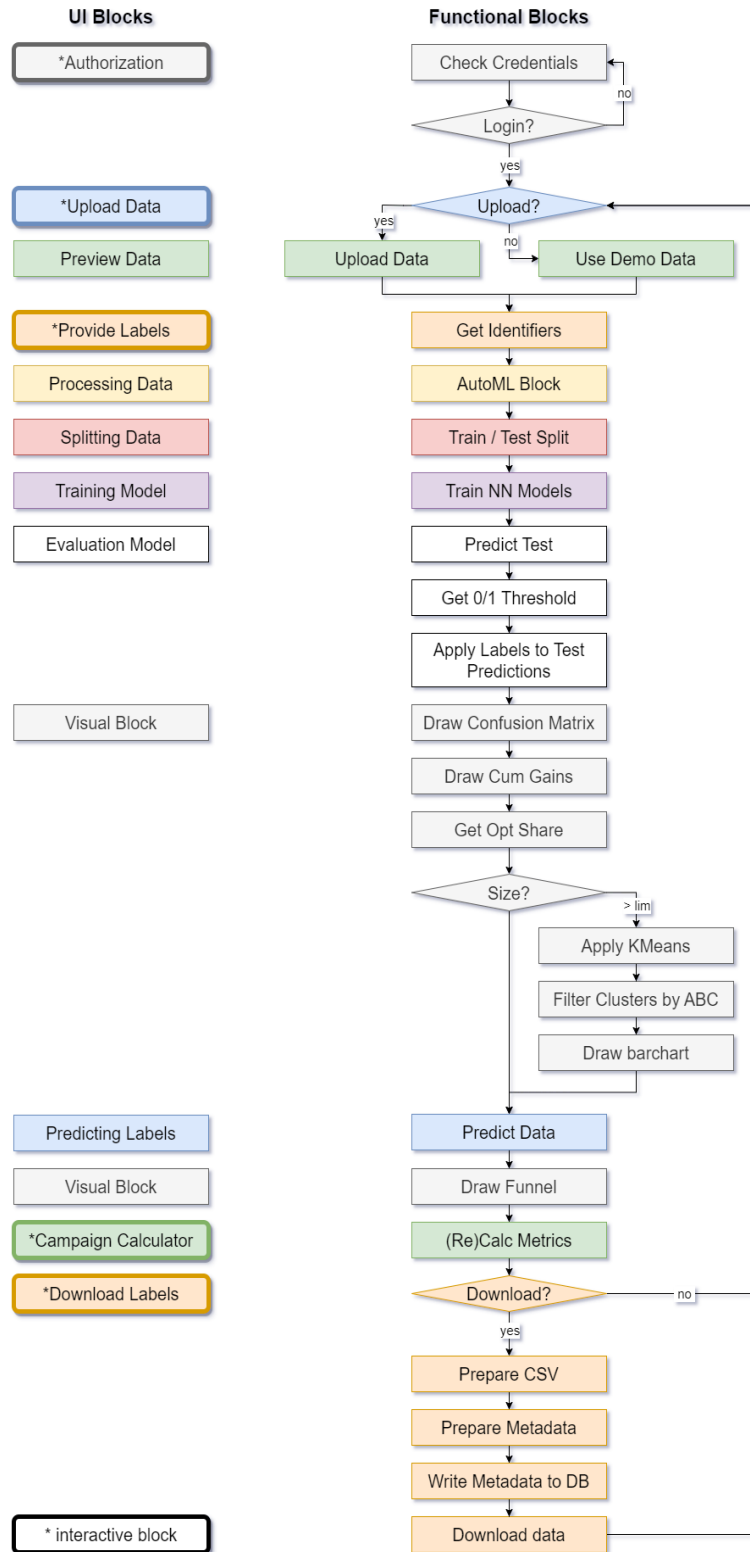 UI Blocks
Functional Blocks
*Authorization
Check Credentials
no
Login?
yes
*Upload Data
Upload?
yes
no
Preview Data
Upload Data
Use Demo Data
*Provide Labels
Get Identifiers
Processing Data
AutoML Block
Splitting Data
Train / Test Split
Training Model
Train NN Models
Evaluation Model
Predict Test
Get 0/1 Threshold
Apply Labels to Test
Predictions
Visual Block
Draw Confusion Matrix
Draw Cum Gains
Get Opt Share
Size?
> lim
Apply KMeans
Filter Clusters by ABC
Draw barchart
Predicting Labels
Predict Data
Visual Block
Draw Funnel
*Campaign Calculator
(Re)Calc Metrics
*Download Labels
Download?
no
yes
Prepare CSV
Prepare Metadata
Write Metadata to DB
* interactive block
Download data